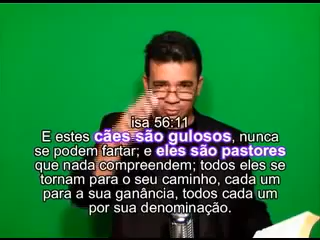 isa 56:11
E estes cães são gulosos, nunca
se podem fartar; e eles são pastores
que nada compreendem; todos eles se
tornam para o seu caminho, cada um
para a sua ganância, todos cada um
por sua denominação.